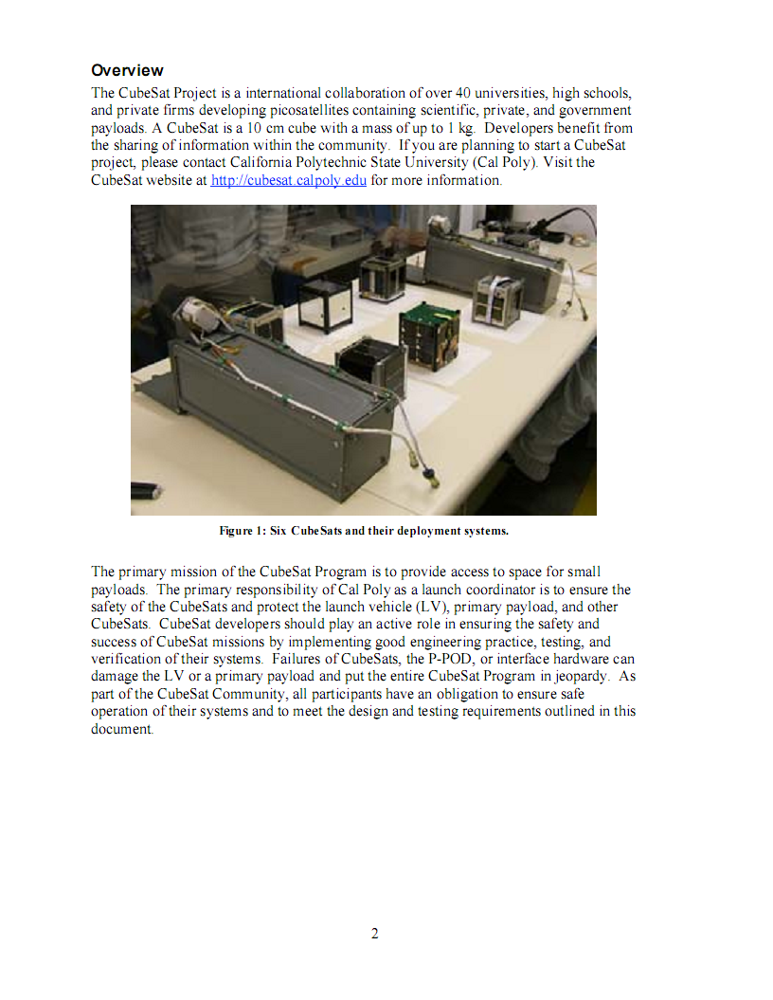 Overview
The CubeSat Project is a international collaboration of over 40 universities, high schools,
and private firms developing picosatellites containing scientific, private, and government
payloads. A CubeSat is a 10 cm cube with a mass of up to 1 kg.  Developers benefit from
the sharing of information within the community.  If you are planning to start a CubeSat
project, please contact California Polytechnic State University (Cal Poly). Visit the
CubeSat website at http://cubesat.calpoly.edu for more information.
Figure 1: Six CubeSats and their deployment systems.
The primary mission of the CubeSat Program is to provide access to space for small
payloads.  The primary responsibility of Cal Poly as a launch coordinator is to ensure the
safety of the CubeSats and protect the launch vehicle (LV), primary payload, and other
CubeSats.  CubeSat developers should play an active role in ensuring the safety and
success of CubeSat missions by implementing good engineering practice, testing, and
verification of their systems.  Failures of CubeSats, the P-POD, or interface hardware can
damage the LV or a primary payload and put the entire CubeSat Program in jeopardy.  As
part of the CubeSat Community, all participants have an obligation to ensure safe
operation of their systems and to meet the design and testing requirements outlined in this
document.
2